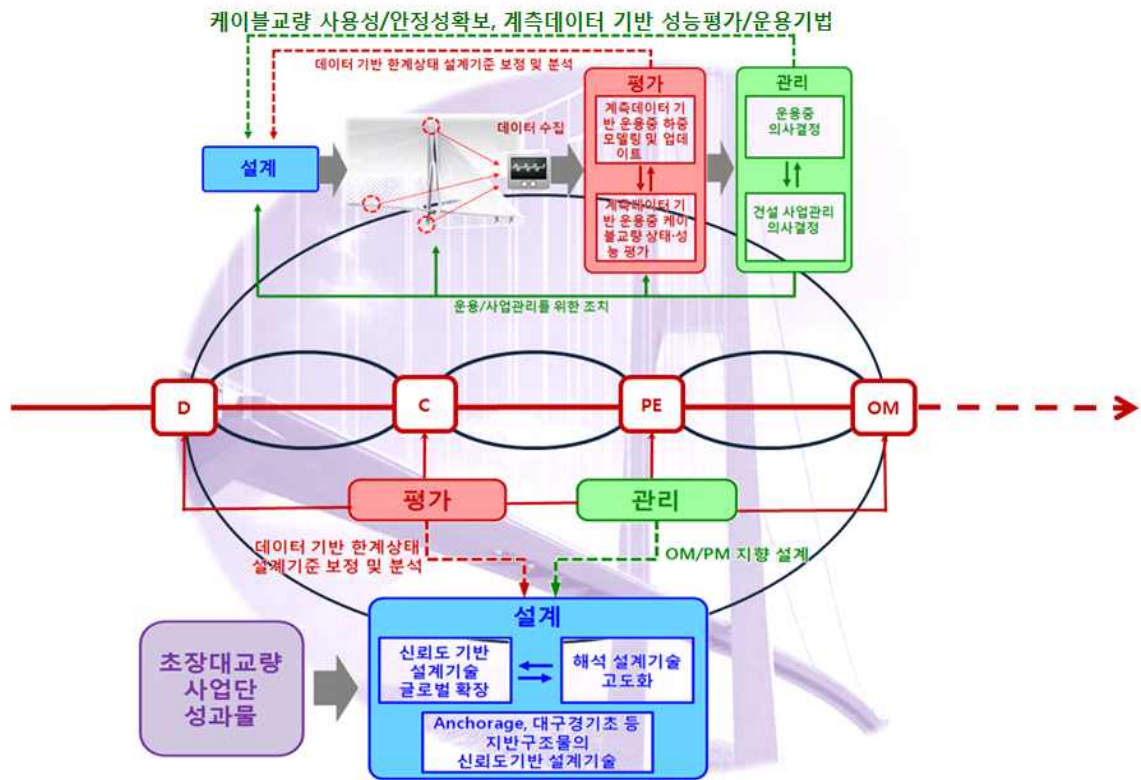 케이블교량 사용성/안정성확보, 계측데이터 기반 성능평가/운용기법
데이터 기반 한계상태 설계기준 보정 및 분석
설계
데이터 수집
평가
계측데이터 기
반 운용중 하중
모델링 및 업데
이트
계측데이터 기
반 운용중 케이
블교량 상태·성
능 평가
관리
운용중
의사결정
건설 사업관리
의사결정
운용/사업관리를 위한 조치
D
C
PE
OM
평가
관리
데이터 기반 한계상태
설계기준 보정 및 분석
OM/PM 지향 설계
초장대교량
사업단
성과물
설계
신뢰도 기반
설계기술
글로벌 확장
해석 설계기술
고도화
Anchorage, 대구경기초 등
지반구조물의
신뢰도기반 설계기술